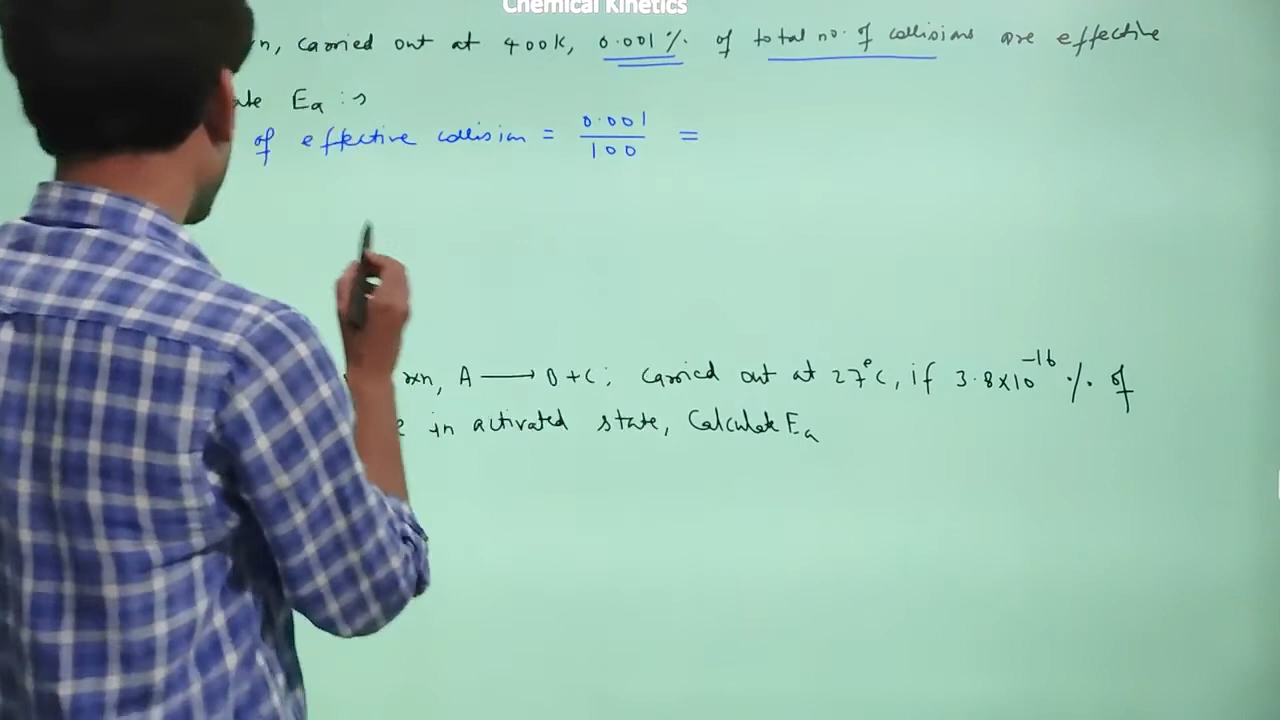 Chemical Kinetics
xn, carried out at 400K, 0.001 % of total no. of collisions are effective
ate Ea is
of effective collision = 0.001/100 =
rxn, A → B + C; Carried out at 27°C, if 3.8×10⁻¹⁶ % of
in activated state, Calculate Ea